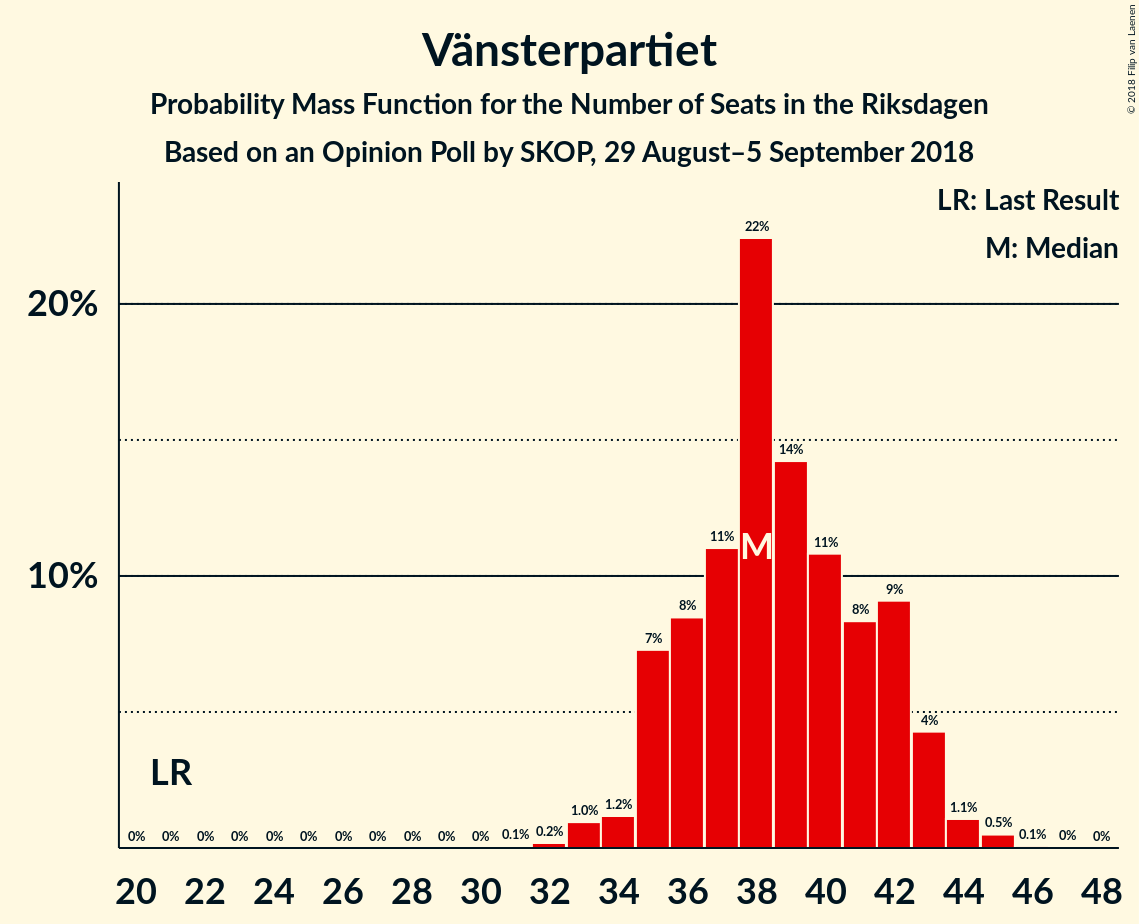 Vänsterpartiet
Probability Mass Function for the Number of Seats in the Riksdagen
Based on an Opinion Poll by SKOP, 29 August–5 September 2018
© 2018 Filip van Laenen
LR: Last Result
M: Median
22%
20%
14%
11% M 11%
10%
9%
8% 8%
7%
4%
LR
1.0% 1.2% 1.1%
0% 0% 0% 0% 0% 0% 0% 0% 0% 0% 0% 0.1% 0.2% 0.5% 0.1% 0% 0%
20 22 24 26 28 30 32 34 36 38 40 42 44 46 48